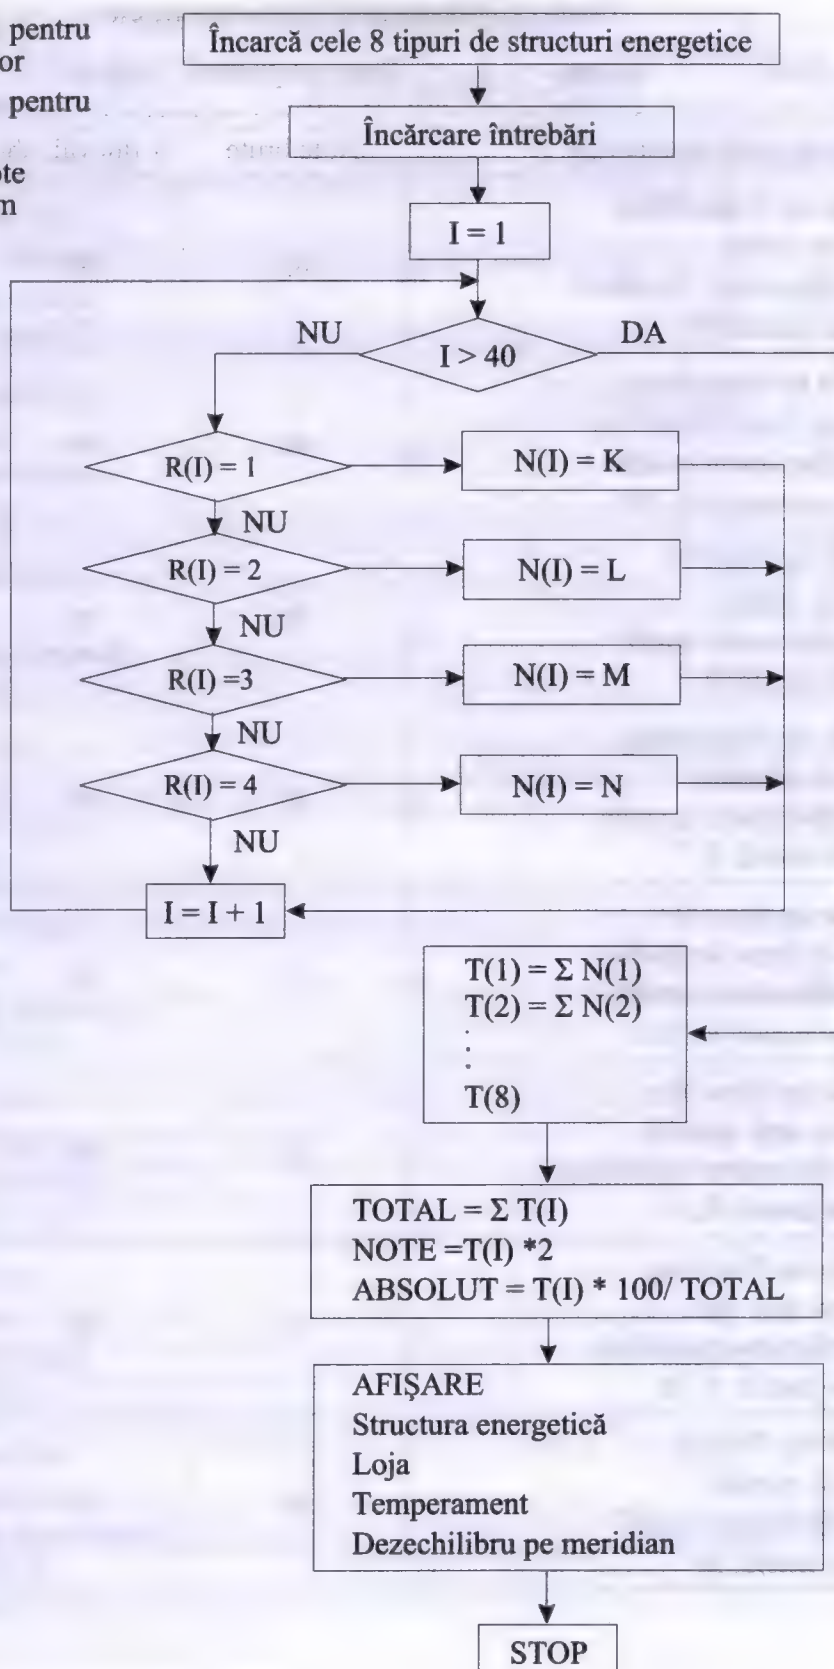 pentru
or
pentru
te
m
Încarcă cele 8 tipuri de structuri energetice
Încărcare întrebări
I = 1
NU
I > 40
DA
R(I) = 1
N(I) = K
NU
R(I) = 2
N(I) = L
NU
R(I) =3
N(I) = M
NU
R(I) = 4
N(I) = N
NU
I = I + 1
T(1) = Σ N(1)
T(2) = Σ N(2)
.
.
.
T(8)
TOTAL = Σ T(I)
NOTE =T(I) *2
ABSOLUT = T(I) * 100/ TOTAL
AFIŞARE
Structura energetică
Loja
Temperament
Dezechilibru pe meridian
STOP